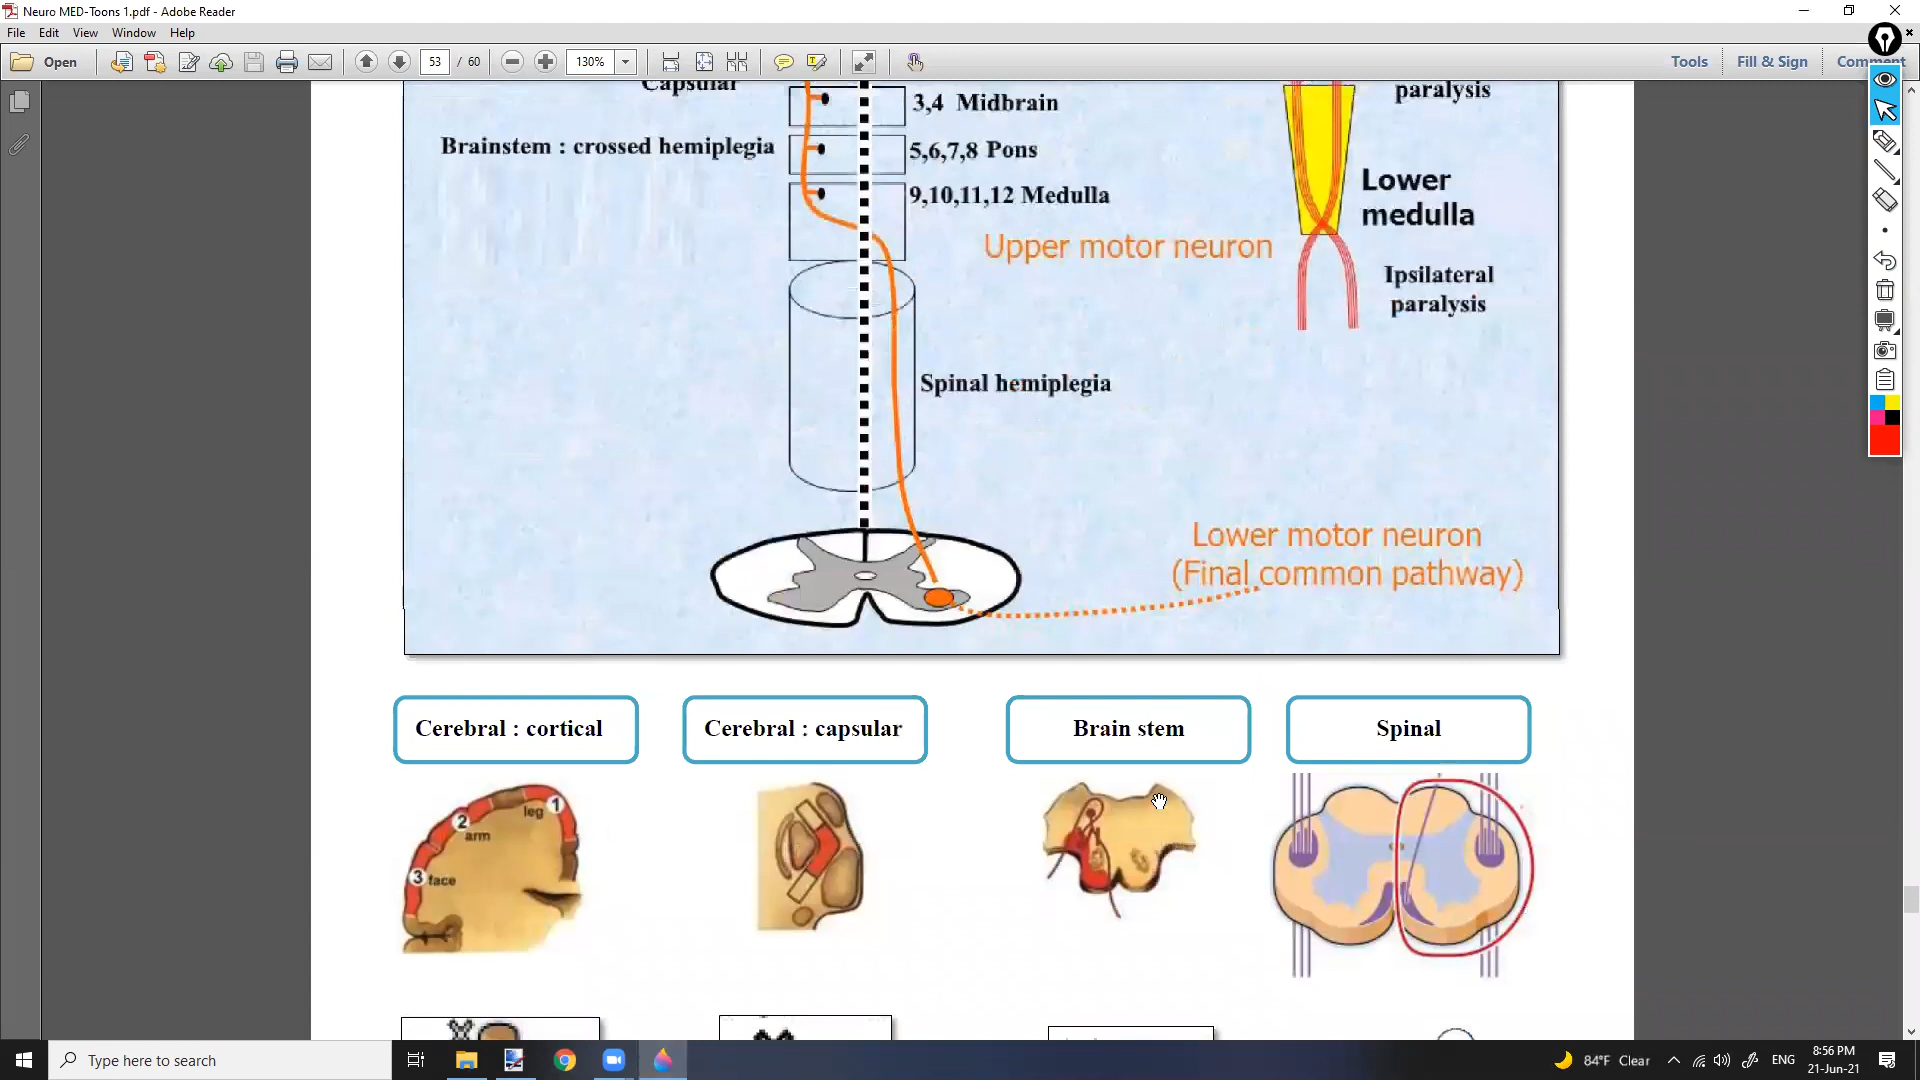 Neuro MED-Toons 1.pdf - Adobe Reader
File Edit View Window Help
Open 53 / 60 130% Tools Fill & Sign Comment
Capsular
3,4 Midbrain
Brainstem : crossed hemiplegia
5,6,7,8 Pons
9,10,11,12 Medulla
Upper motor neuron
paralysis
Lower
medulla
Ipsilateral
paralysis
Spinal hemiplegia
Lower motor neuron
(Final common pathway)
Cerebral : cortical
Cerebral : capsular
Brain stem
Spinal
1
leg
2
arm
3 face
Type here to search
84°F Clear
ENG
8:56 PM
21-Jun-21